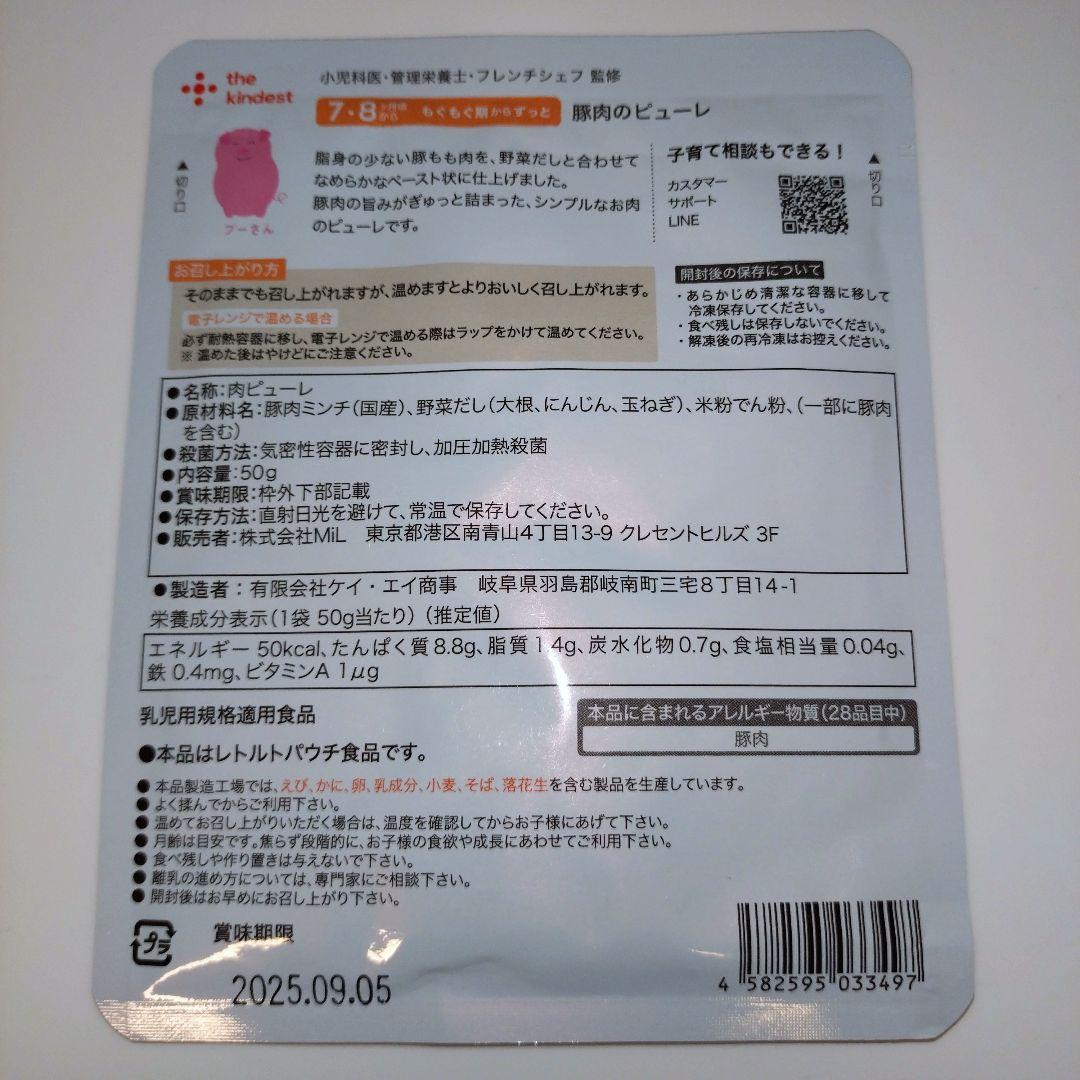 the
kindest
小児科医・管理栄養士・フレンチシェフ 監修
7・8ヶ月頃から もぐもぐ期からずっと 豚肉のピューレ
脂身の少ない豚もも肉を、野菜だしと合わせて
なめらかなペースト状に仕上げました。
豚肉の旨みがぎゅっと詰まった、シンプルなお肉
のピューレです。
ブーさん
▲切り口
子育て相談もできる！
カスタマー
サポート
LINE
▲切り口
お召し上がり方
そのままでも召し上がれますが、温めますとよりおいしく召し上がれます。
電子レンジで温める場合
必ず耐熱容器に移し、電子レンジで温める際はラップをかけて温めてください。
※ 温めた後はやけどにご注意ください。
開封後の保存について
・あらかじめ清潔な容器に移して
冷凍保存してください。
・食べ残しは保存しないでください。
・解凍後の再冷凍はお控えください。
●名称：肉ピューレ
●原材料名：豚肉ミンチ（国産）、野菜だし（大根、にんじん、玉ねぎ）、米粉でん粉、（一部に豚肉
を含む）
●殺菌方法：気密性容器に密封し、加圧加熱殺菌
●内容量：50g
●賞味期限：枠外下部記載
●保存方法：直射日光を避けて、常温で保存してください。
●販売者：株式会社MiL 東京都港区南青山4丁目13-9 クレセントヒルズ 3F
●製造者：有限会社ケイ・エイ商事 岐阜県羽島郡岐南町三宅8丁目14-1
栄養成分表示（1袋 50g当たり）（推定値）
エネルギー 50kcal、たんぱく質8.8g、脂質1.4g、炭水化物0.7g、食塩相当量0.04g、
鉄 0.4mg、ビタミンA 1μg
乳児用規格適用食品
●本品はレトルトパウチ食品です。
本品に含まれるアレルギー物質（28品目中）
豚肉
●本品製造工場では、えび、かに、卵、乳成分、小麦、そば、落花生を含む製品を生産しています。
●よく揉んでからご利用下さい。
●温めてお召し上がりいただく場合は、温度を確認してからお子様にあげて下さい。
●月齢は目安です。焦らず段階的に、お子様の食欲や成長にあわせてご利用下さい。
●食べ残しや作り置きは与えないで下さい。
●離乳の進め方については、専門家にご相談下さい。
●開封後はお早めにお召し上がり下さい。
プラ
賞味期限
2025.09.05
4 582595 033497